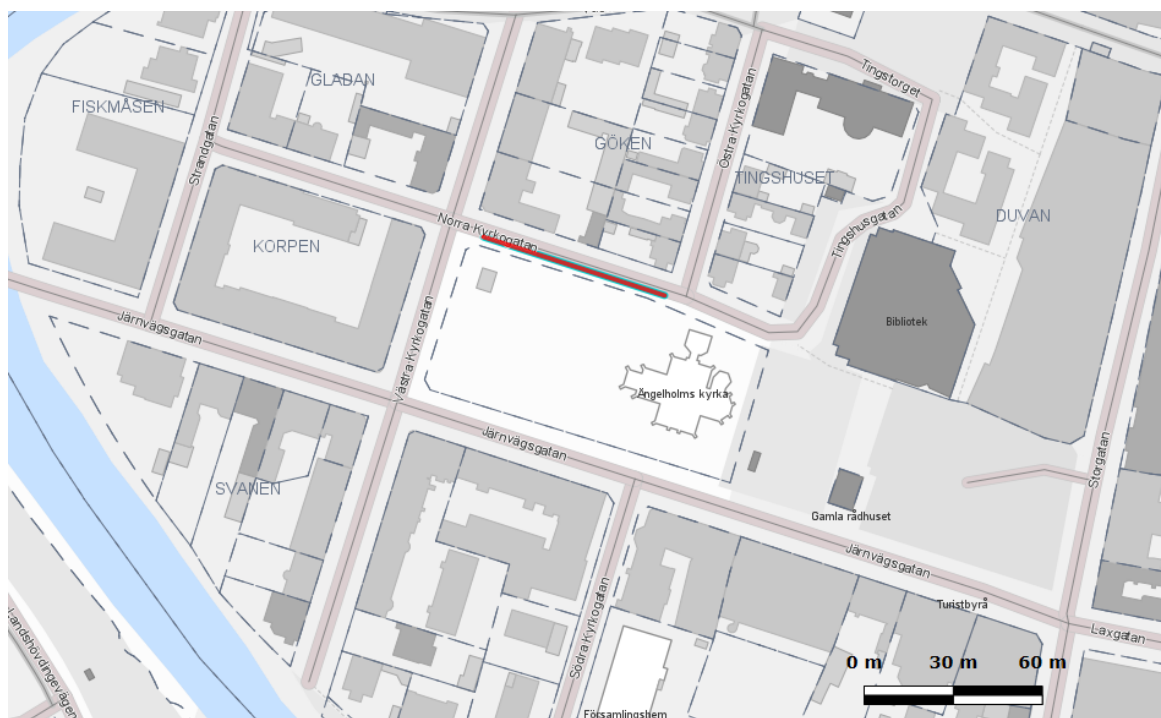 Tingstorget
GLADAN
FISKMÅSEN
Strandgatan
GÖKEN
Östra Kyrkogatan
TINGSHUSET
Tingshusgatan
DUVAN
Norra Kyrkogatan
KORPEN
Järnvägsgatan
Västra Kyrkogatan
Bibliotek
Ängelholms kyrka
Järnvägsgatan
Storgatan
SVANEN
Gamla rådhuset
Järnvägsgatan
Södra Kyrkogatan
Turistbyrå
Laxgatan
Landshövdingevägen
0 m 30 m 60 m
Församlingshem